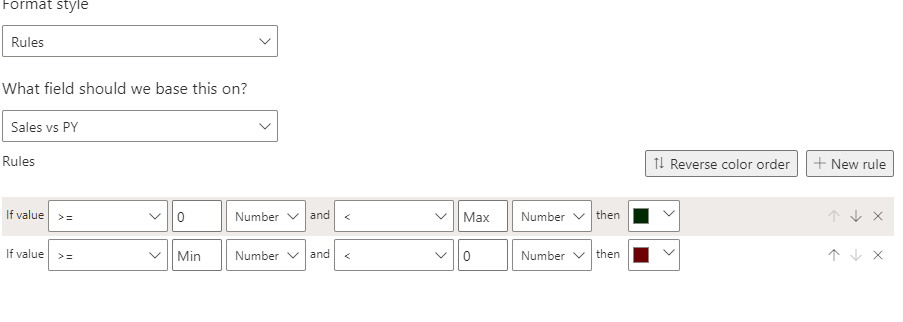 Format style
Rules
What field should we base this on?
Sales vs PY
Rules
Reverse color order
New rule
If value >= 0 Number and < Max Number then
If value >= Min Number and < 0 Number then